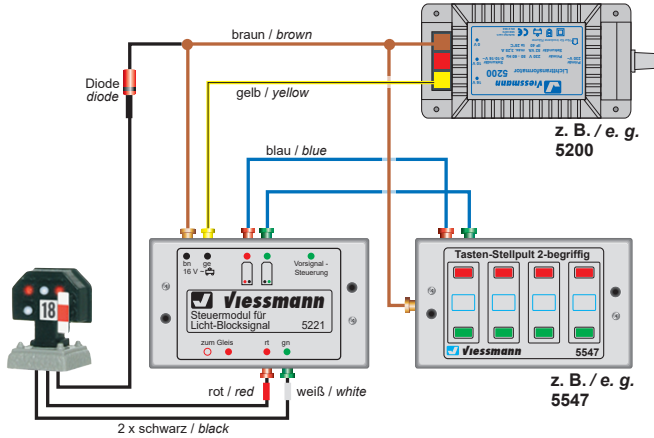 braun / brown
Diode
diode
gelb / yellow
Viessmann
Lichttransformator
5200
z. B. / e. g.
5200
blau / blue
bn
ge
16 V ~
Vorsignal -
Steuerung
viessmann
Steuermodul für
Licht-Blocksignal 5221
zum Gleis rt gn
Tasten-Stellpult 2-begriffig
viessmann 5547
z. B. / e. g.
5547
18
rot / red
weiß / white
2 x schwarz / black